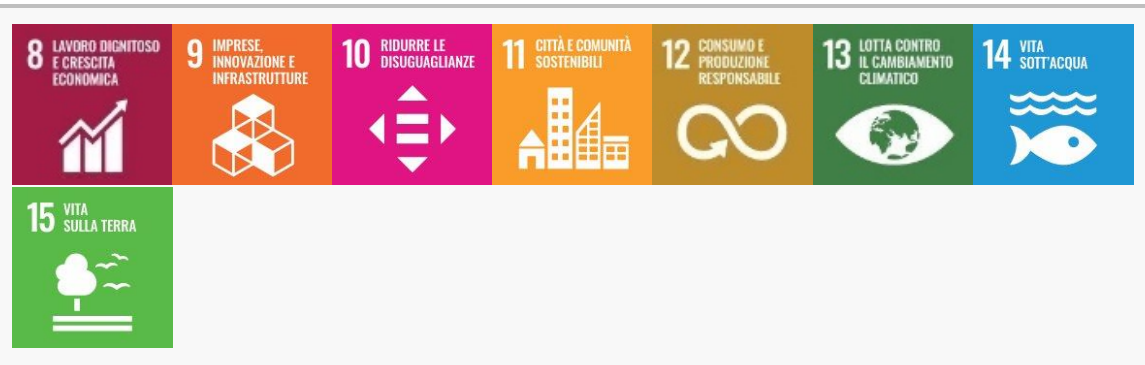 8 LAVORO DIGNITOSO
E CRESCITA
ECONOMICA
9 IMPRESE,
INNOVAZIONE E
INFRASTRUTTURE
10 RIDURRE LE
DISUGUAGLIANZE
11 CITTÀ E COMUNITÀ
SOSTENIBILI
12 CONSUMO E
PRODUZIONE
RESPONSABILE
13 LOTTA CONTRO
IL CAMBIAMENTO
CLIMATICO
14 VITA
SOTT'ACQUA
15 VITA
SULLA TERRA